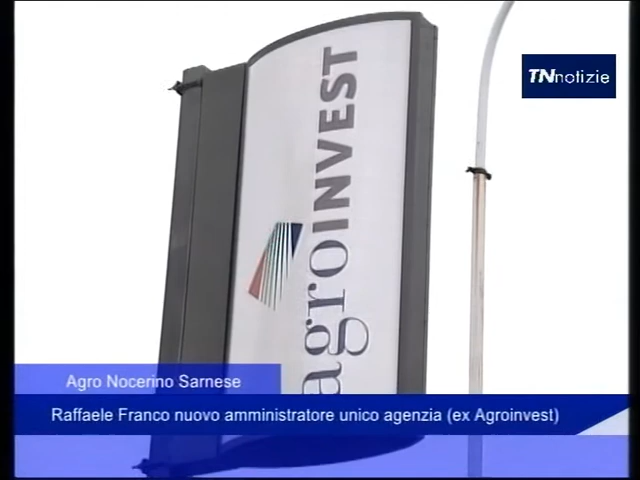 TNnotizie
agroINVEST
Agro Nocerino Sarnese
Raffaele Franco nuovo amministratore unico agenzia (ex Agroinvest)